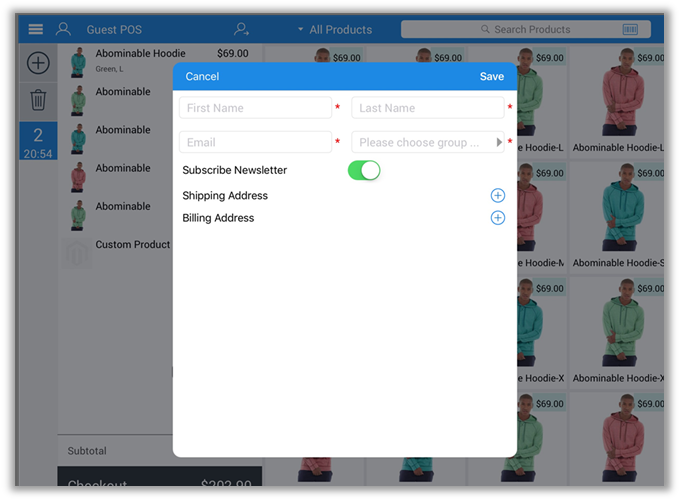 Guest POS
All Products
Search Products
Abominable Hoodie $69.00
Green, L
Abominable
Abominable
Abominable
Abominable
Custom Product
2
20:54
Subtotal
Checkout
Cancel Save
First Name * Last Name *
Email * Please choose group ... *
Subscribe Newsletter
Shipping Address
Billing Address
$69.00 $69.00 $69.00 $69.00
e Hoodie-L Abominable Hoodie-L
$69.00
e Hoodie-M Abominable Hoodie-S
$69.00 $69.00
e Hoodie-X Abominable Hoodie-X
$69.00 $69.00